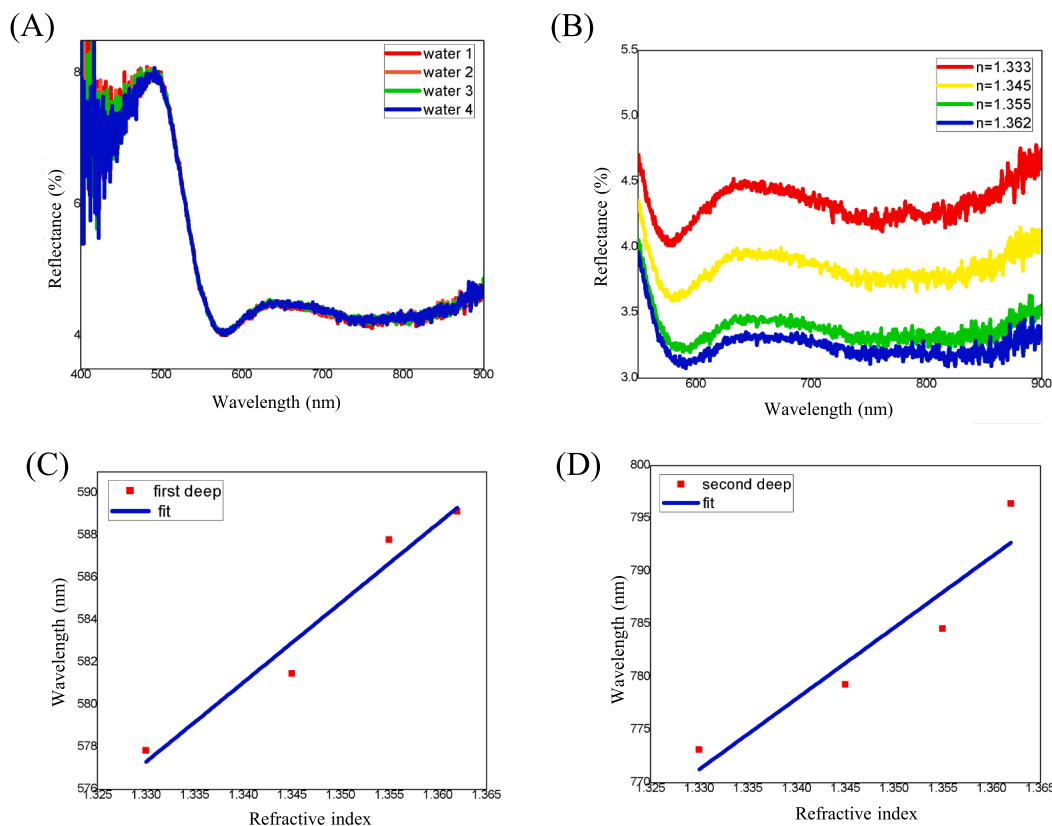 (A)
water 1
water 2
water 3
water 4
8
6
4
Reflectance (%)
400 500 600 700 800 900
Wavelength (nm)
(B)
n=1.333
n=1.345
n=1.355
n=1.362
5.5
5.0
4.5
4.0
3.5
3.0
Reflectance (%)
600 700 800 900
Wavelength (nm)
(C)
first deep
fit
590
588
586
584
582
580
578
576
Wavelength (nm)
1.325 1.330 1.335 1.340 1.345 1.350 1.355 1.360 1.365
Refractive index
(D)
second deep
fit
800
795
790
785
780
775
770
Wavelength (nm)
1.325 1.330 1.335 1.340 1.345 1.350 1.355 1.360 1.365
Refractive index